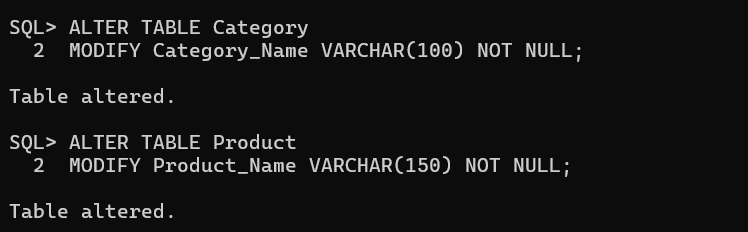 SQL> ALTER TABLE Category
2 MODIFY Category_Name VARCHAR(100) NOT NULL;
Table altered.
SQL> ALTER TABLE Product
2 MODIFY Product_Name VARCHAR(150) NOT NULL;
Table altered.